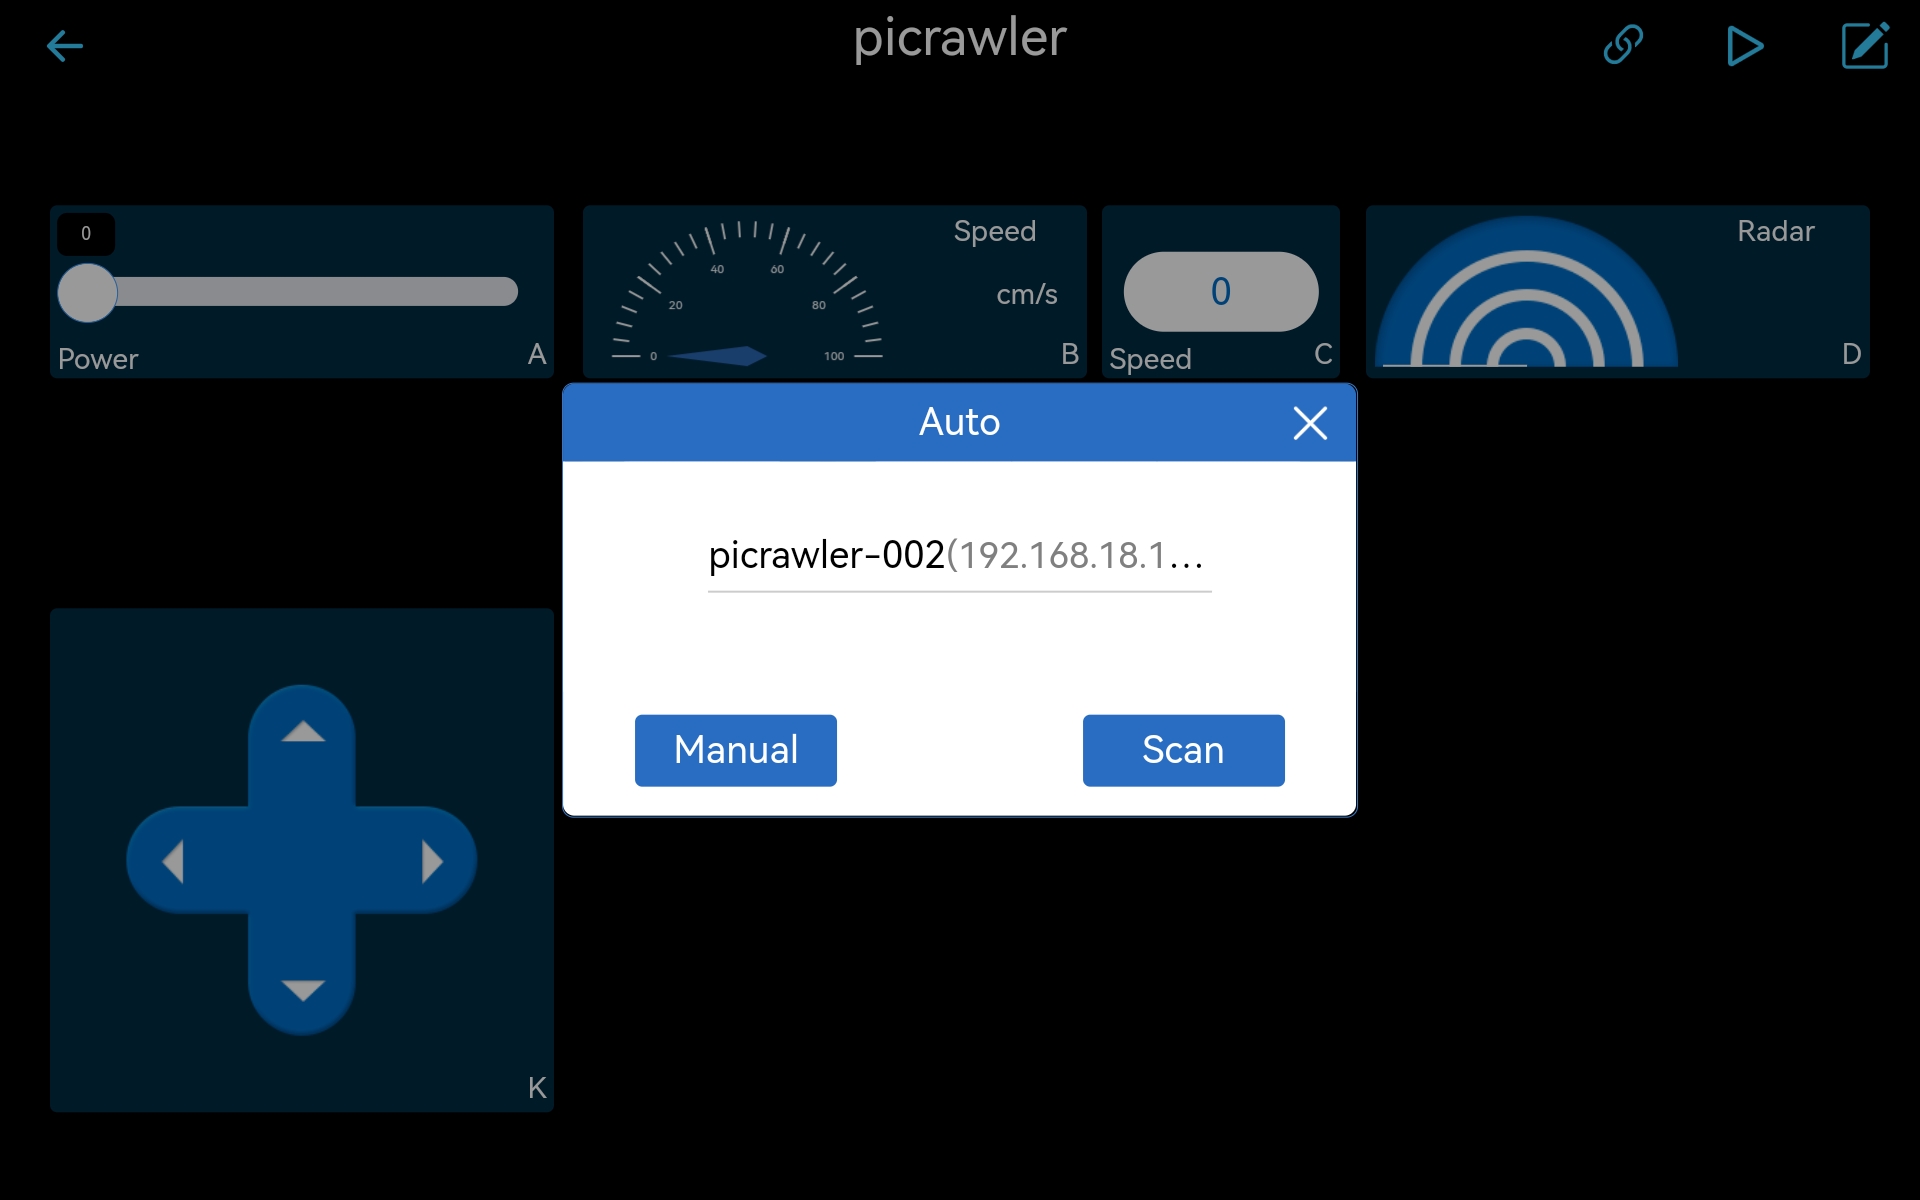 picrawler
0
Power
A
40
60
20
80
0
100
Speed
cm/s
B
0
Speed
C
Radar
D
Auto
picrawler-002(192.168.18.1...
Manual
Scan
K